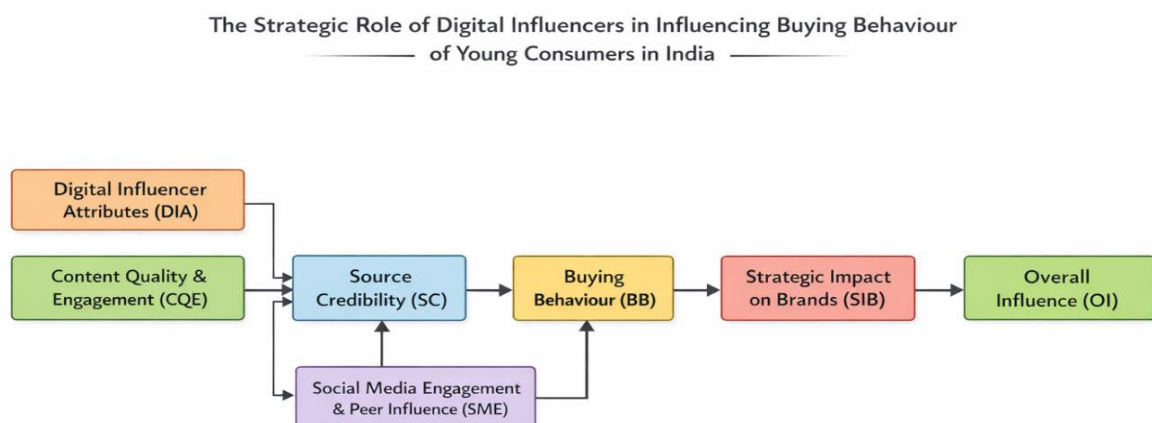 The Strategic Role of Digital Influencers in Influencing Buying Behaviour
of Young Consumers in India
Digital Influencer
Attributes (DIA)
Content Quality &
Engagement (CQE)
Source
Credibility (SC)
Buying
Behaviour (BB)
Strategic Impact
on Brands (SIB)
Overall
Influence (OI)
Social Media Engagement
& Peer Influence (SME)